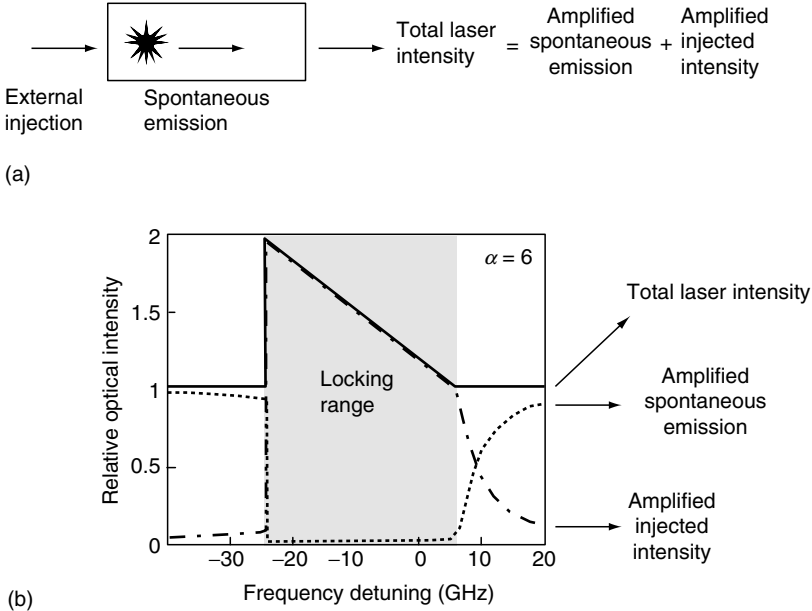 External
injection
Spontaneous
emission
Total laser
intensity
=
Amplified
spontaneous
emission
+
Amplified
injected
intensity
(a)
Relative optical intensity
2
1.5
1
0.5
0
α = 6
Locking
range
−30
−20
−10
0
10
20
Frequency detuning (GHz)
Total laser intensity
Amplified
spontaneous
emission
Amplified
injected
intensity
(b)